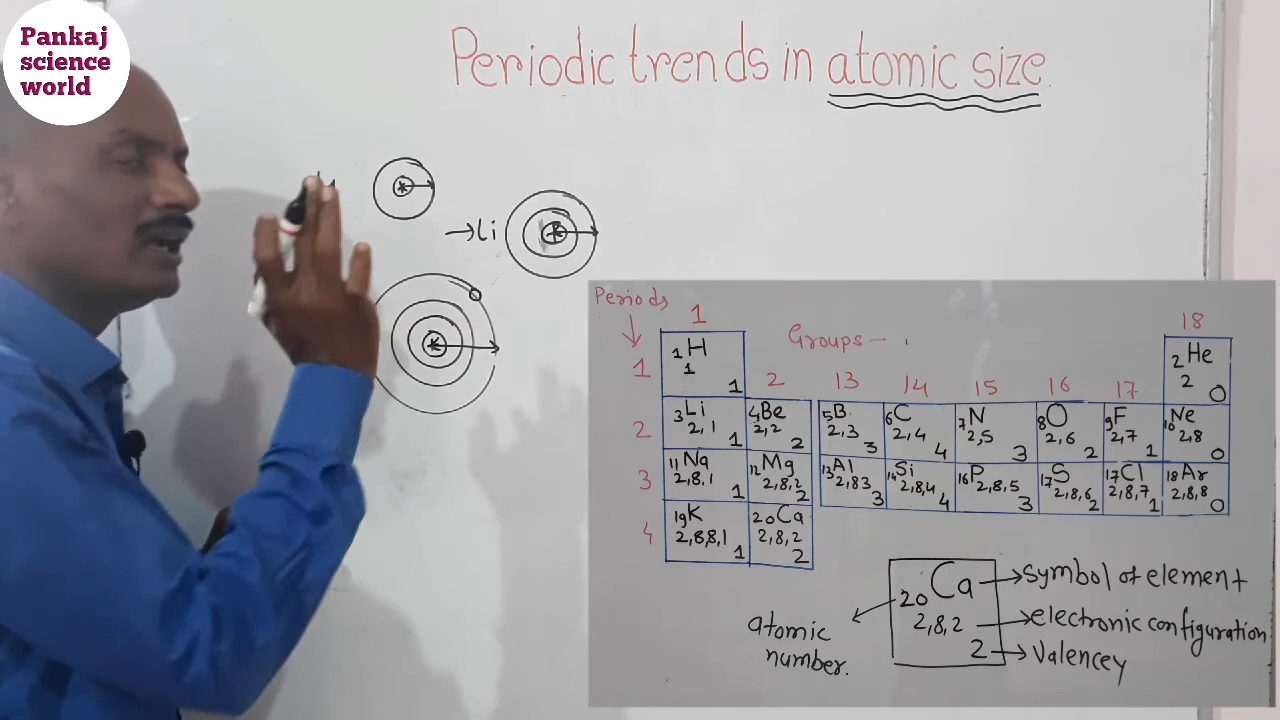 Pankaj
science
world
Periodic trends in atomic size
→Li
Periods
1
18
Groups –
1
1H
1
1
2He
2
0
2
13
14
15
16
17
2
3Li
2,1
1
4Be
2,2
2
5B
2,3
3
6C
2,4
4
7N
2,5
3
8O
2,6
2
9F
2,7
1
10Ne
2,8
0
3
11Na
2,8,1
1
12Mg
2,8,2
2
13Al
2,83
3
14Si
2,8,4
4
16P
2,8,5
3
17S
2,8,6
2
17Cl
2,8,7
1
18Ar
2,8,8
0
4
19K
2,8,8,1
1
20Ca
2,8,2
2
20Ca
symbol of element
2,8,2
electronic configuration
2
Valencey
atomic
number.